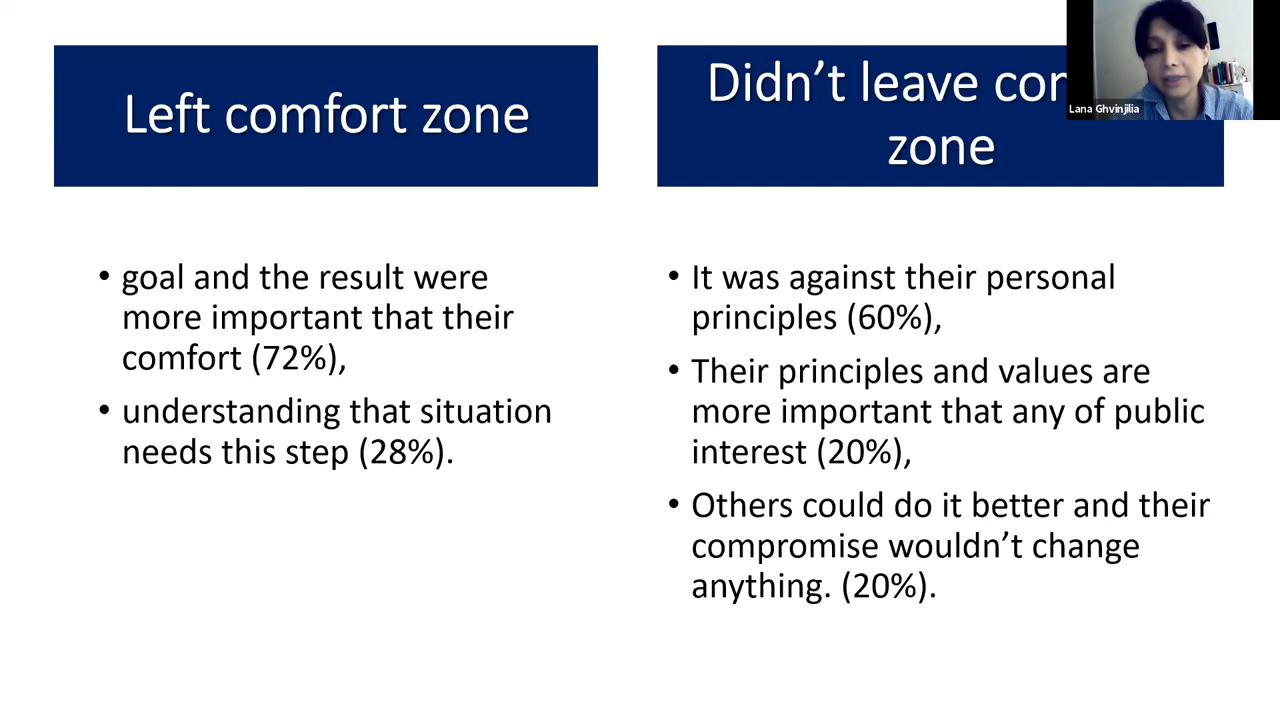 Left comfort zone
Didn’t leave
zone
Lana Ghvinjilia
• goal and the result were
more important that their
comfort (72%),
• understanding that situation
needs this step (28%).
• It was against their personal
principles (60%),
• Their principles and values are
more important that any of public
interest (20%),
• Others could do it better and their
compromise wouldn’t change
anything. (20%).